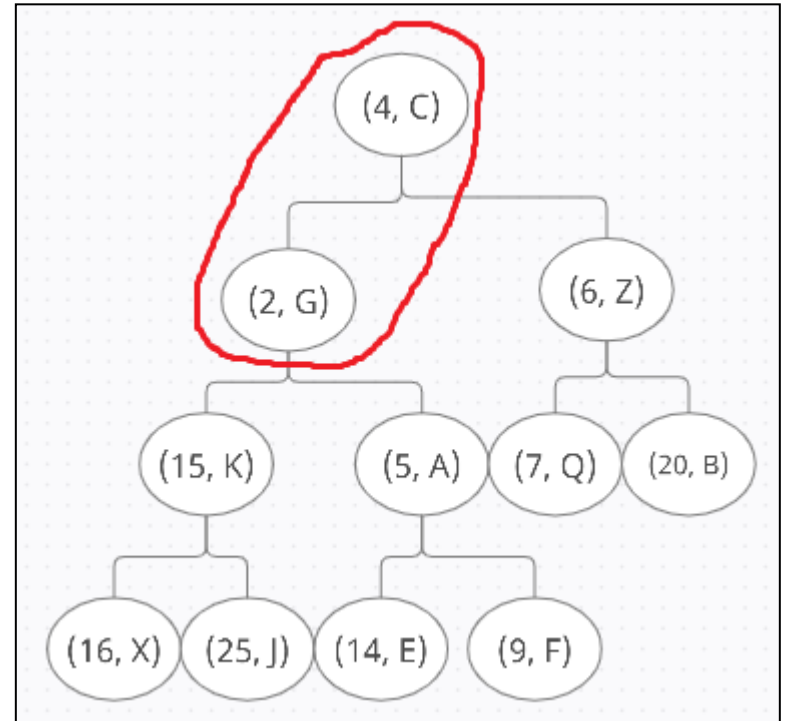 (4, C)
(2, G)
(6, Z)
(15, K)
(5, A)
(7, Q)
(20, B)
(16, X)
(25, J)
(14, E)
(9, F)